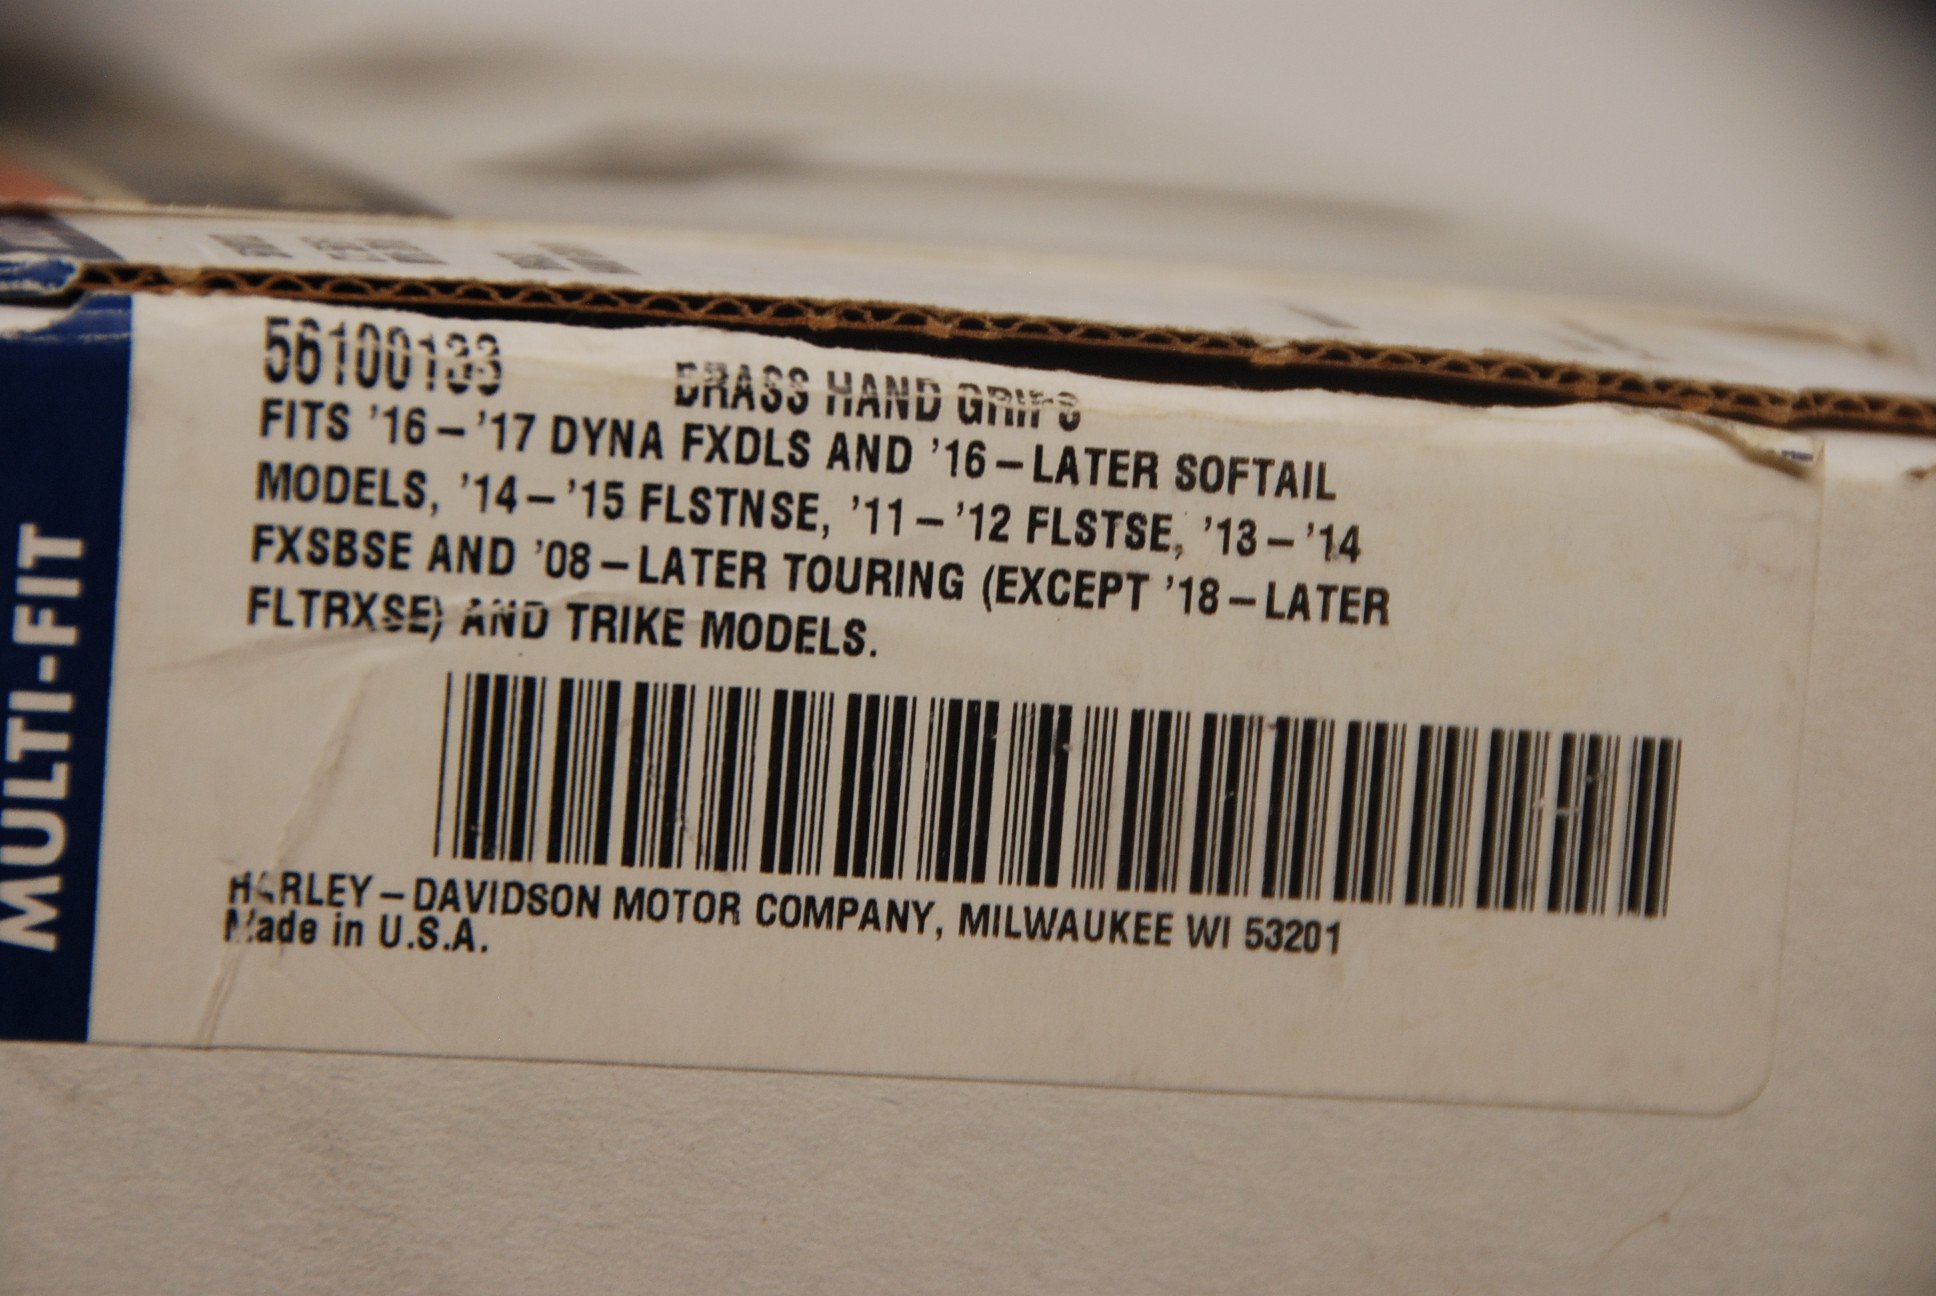 56100133
BRASS HAND GRIPS
FITS '16–'17 DYNA FXDLS AND '16–LATER SOFTAIL
MODELS, '14–'15 FLSTNSE, '11–'12 FLSTSE, '13–'14
FXSBSE AND '08–LATER TOURING (EXCEPT '18–LATER
FLTRXSE) AND TRIKE MODELS.
HARLEY–DAVIDSON MOTOR COMPANY, MILWAUKEE WI 53201
Made in U.S.A.
MULTI-FIT